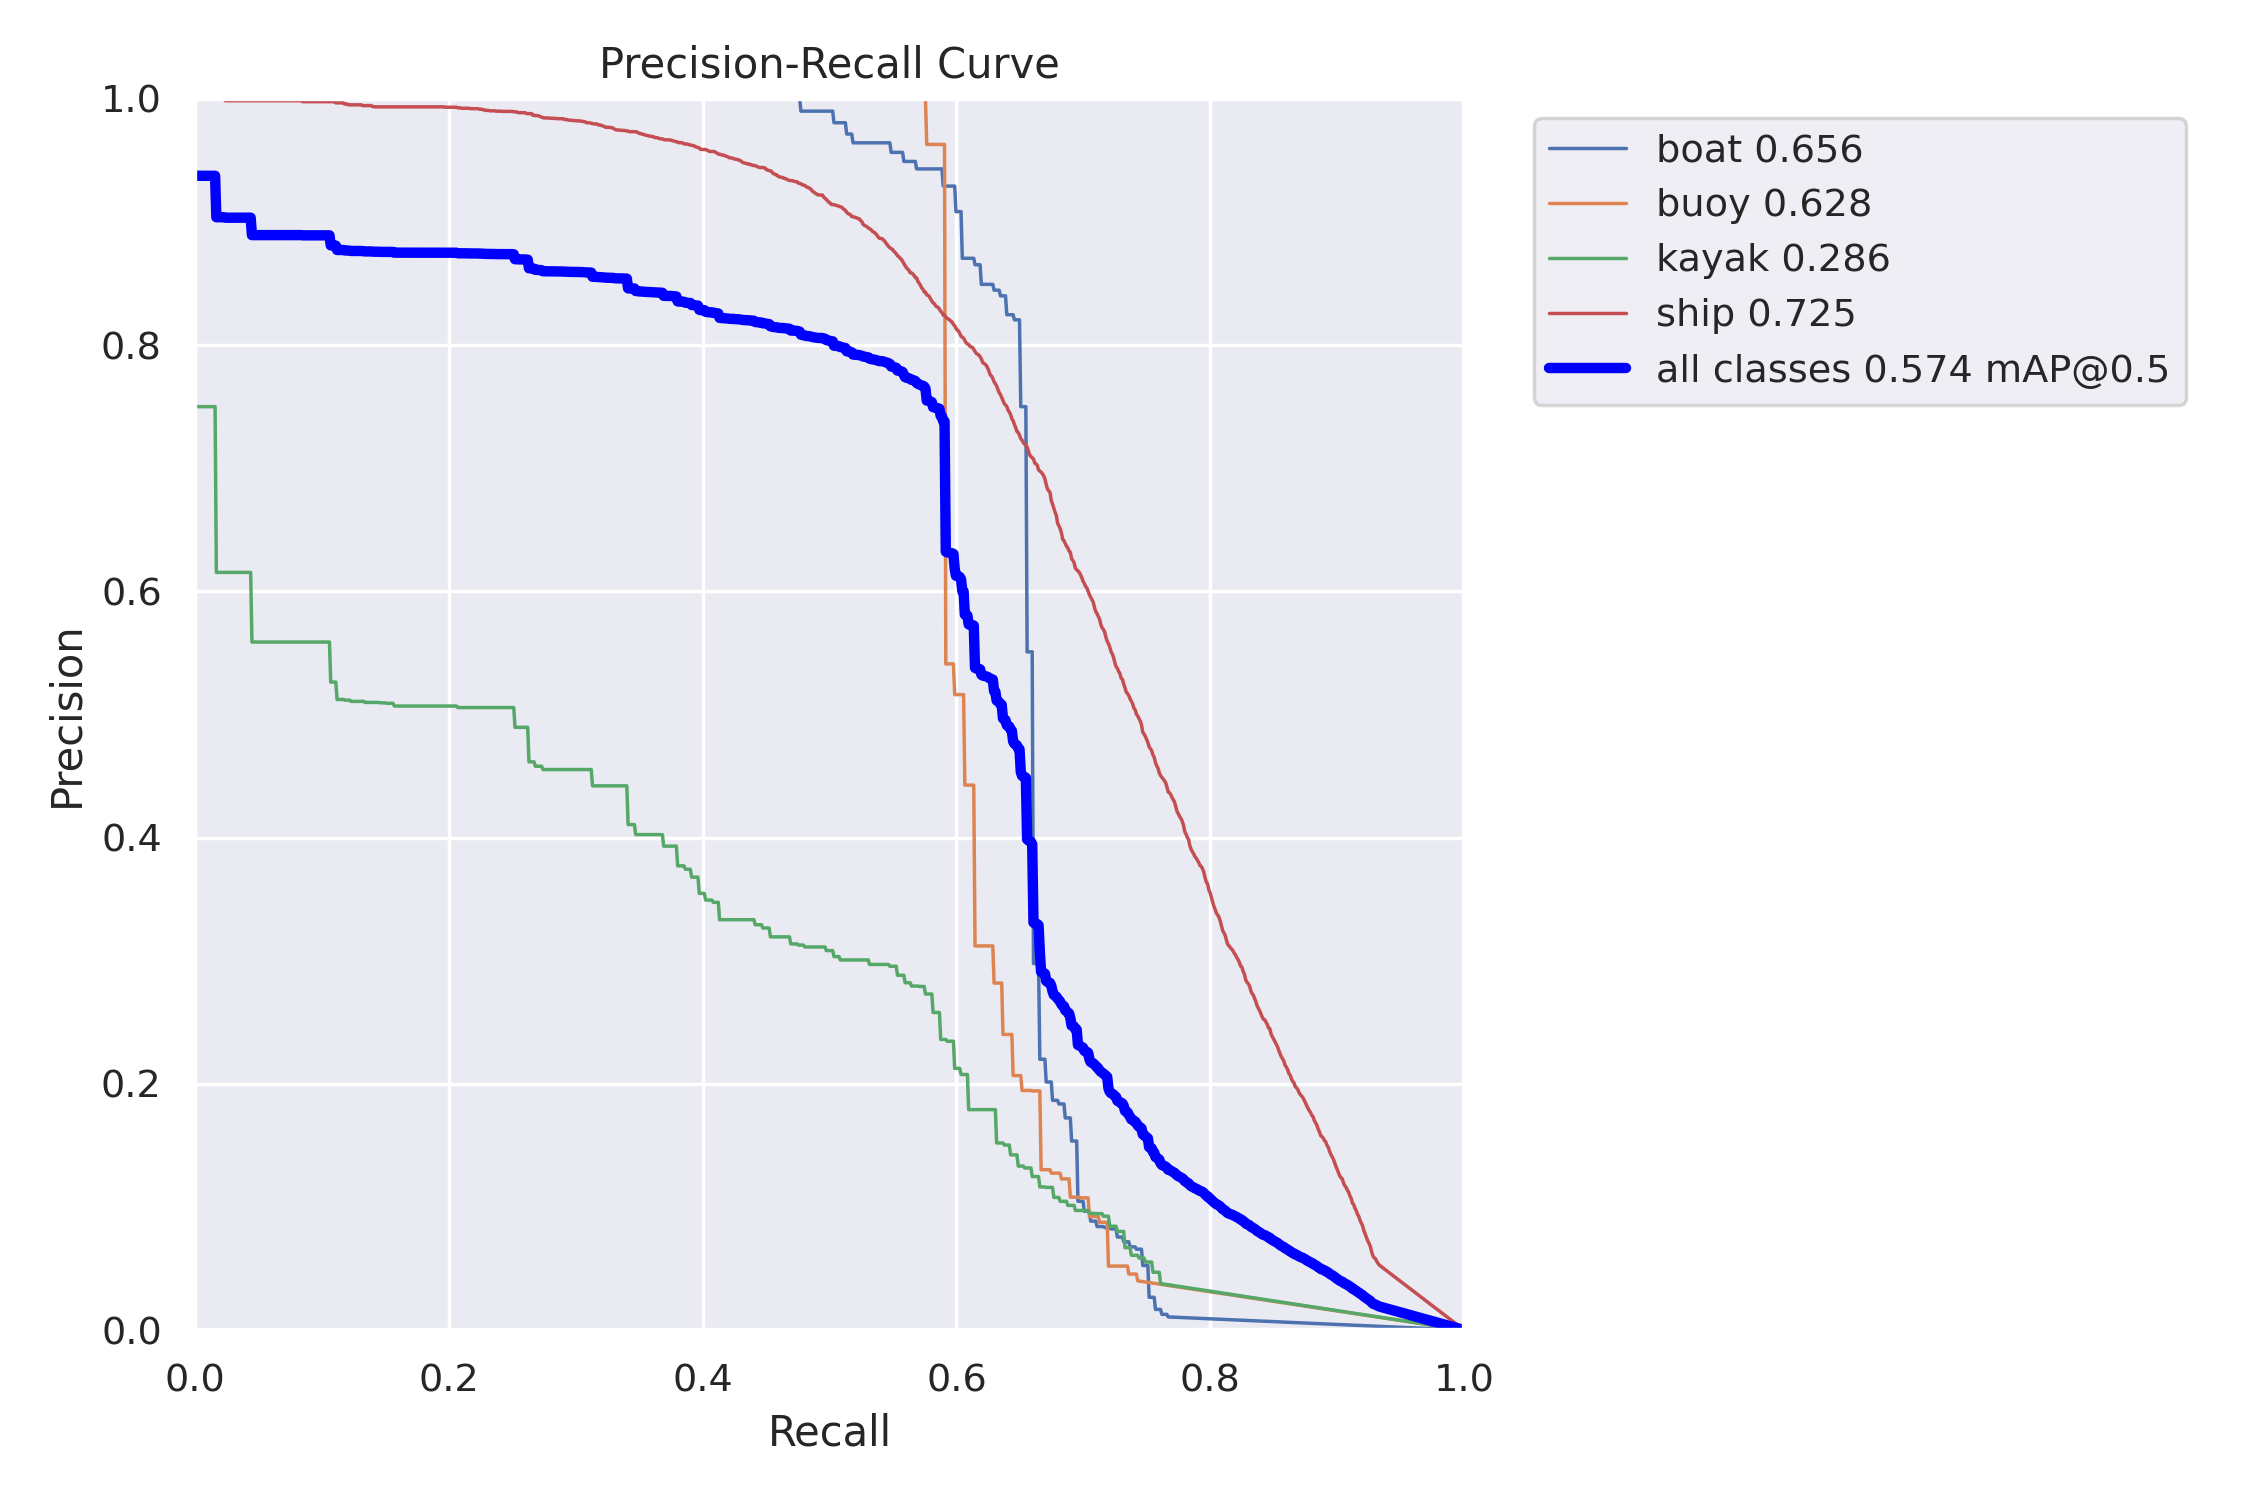 Precision-Recall Curve
1.0
0.8
0.6
0.4
0.2
0.0
Precision
0.0 0.2 0.4 0.6 0.8 1.0
Recall
boat 0.656
buoy 0.628
kayak 0.286
ship 0.725
all classes 0.574 mAP@0.5